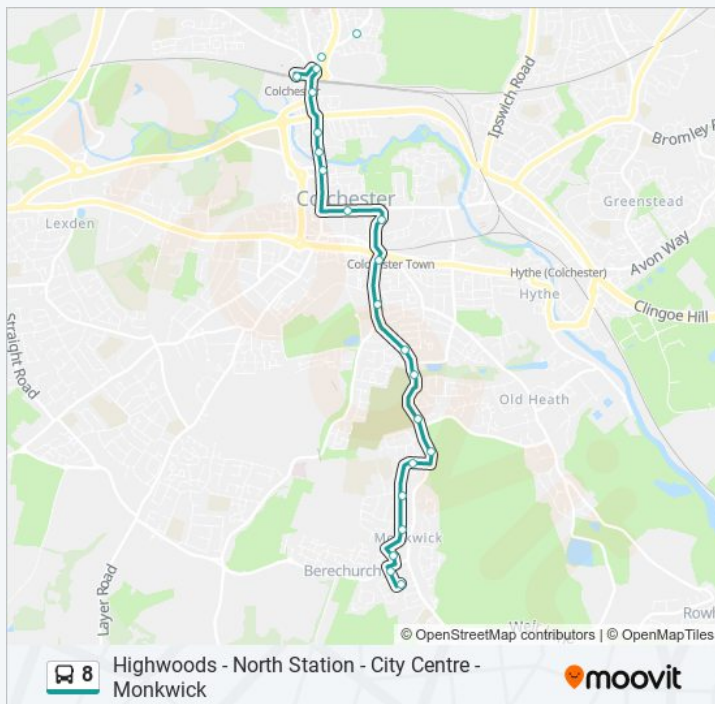 Ipswich Road
Colchester
Bromley R
Colchester
Greenstead
Lexden
Avon Way
Colchester Town
Hythe (Colchester)
Hythe
Clingoe Hill
Straight Road
Old Heath
Monkwick
Berechurch
Layer Road
Rowl
© OpenStreetMap contributors | © OpenMapTiles
8
Highwoods - North Station - City Centre -
Monkwick
moovit